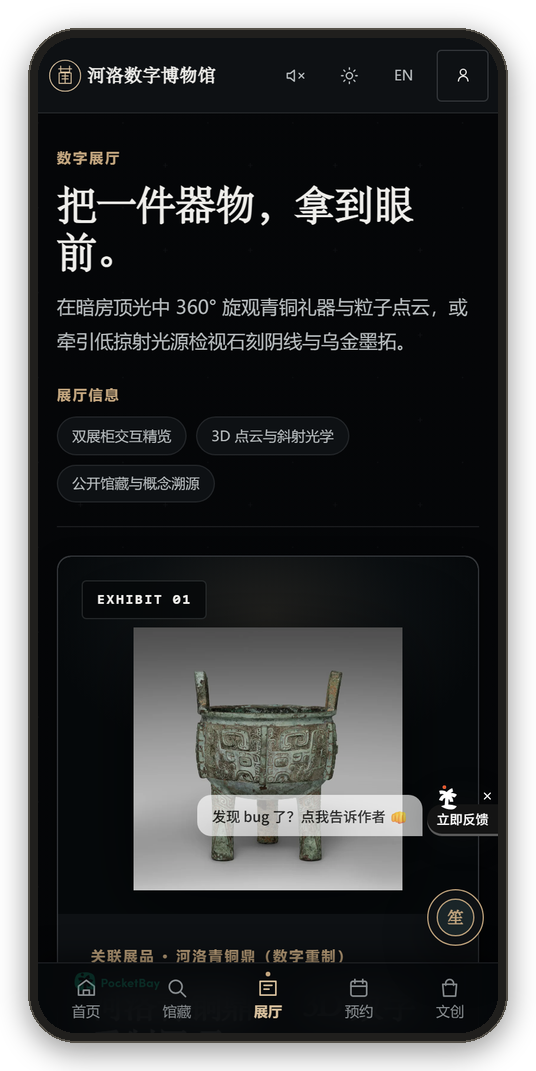 河洛数字博物馆
EN
数字展厅
把一件器物，拿到眼
前。
在暗房顶光中 360° 旋观青铜礼器与粒子点云，或
牵引低掠射光源检视石刻阴线与乌金墨拓。
展厅信息
双展柜交互精览
3D 点云与斜射光学
公开馆藏与概念溯源
EXHIBIT 01
发现 bug 了？点我告诉作者 👊
立即反馈
笙
关联展品 · 河洛青铜鼎（数字重制）
PocketBay
首页
馆藏
展厅
预约
文创